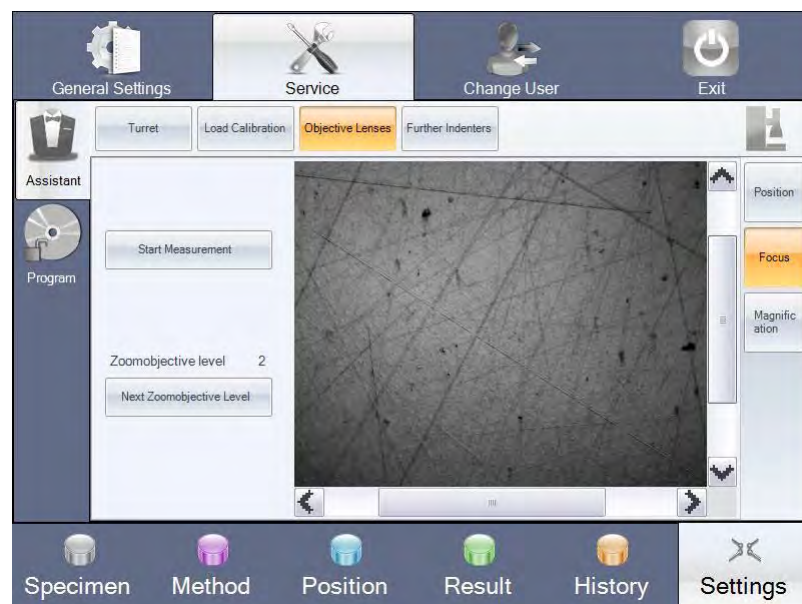 General Settings
Service
Change User
Exit
Assistant
Turret
Load Calibration
Objective Lenses
Further Indenters
Position
Start Measurement
Focus
Program
Magnific
ation
Zoomobjective level 2
Next Zoomobjective Level
Specimen
Method
Position
Result
History
Settings